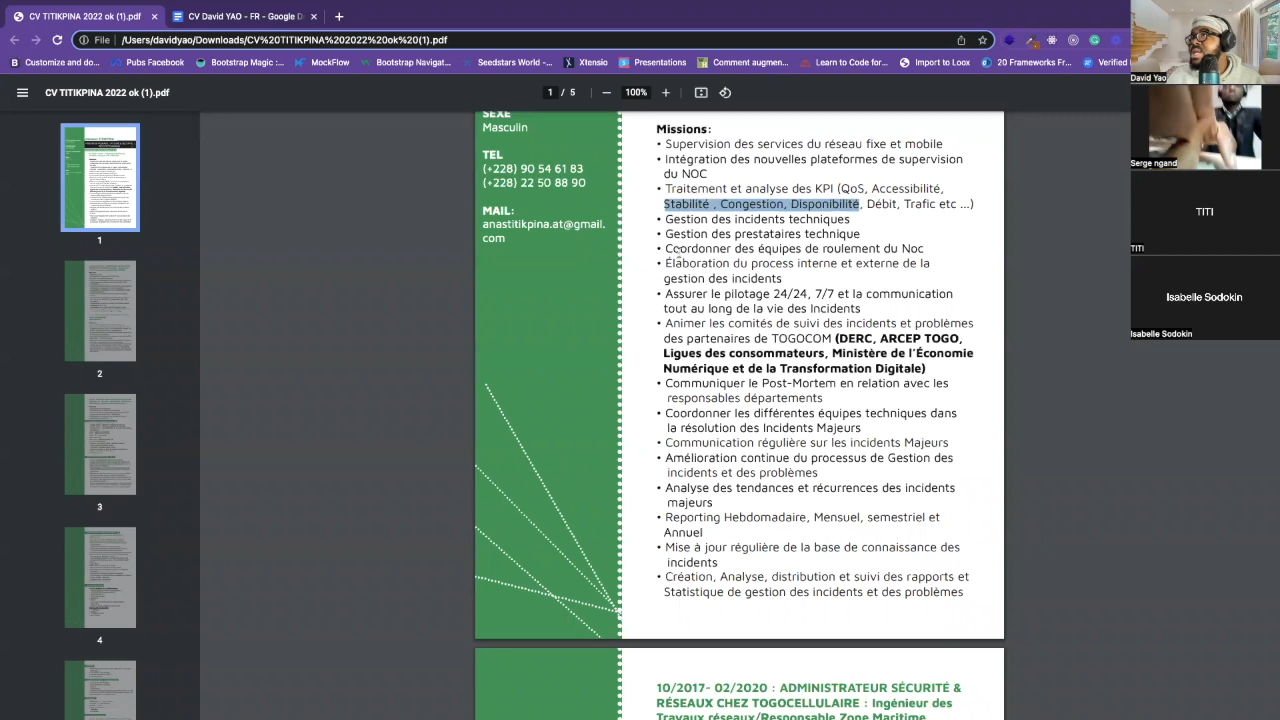 CV TITIKPINA 2022 ok (1).pdf
CV David YAO - FR - Google D
File /Users/davidyao/Downloads/CV%20TITIKPINA%202022%20ok%20(1).pdf
Customize and do...
Pubs Facebook
Bootstrap Magic :...
MockFlow
Bootstrap Navigat...
Seedstars World -...
Xtensio
Presentations
Comment augmen...
Learn to Code for...
Import to Loox
20 Frameworks Fr...
Verified
CV TITIKPINA 2022 ok (1).pdf
1 / 5
100%
1
2
3
4
SEXE
Masculin
TEL
(+228) 90 54 61 83
(+228) 22 50 88 90
MAIL:
anastitikpina.at@gmail.
com
Missions:
• Supervision des services réseau fixe et mobile
• Intégration des nouvelles plateformes de supervision
du NOC
• Traitement et analyse des (QoS, Accessibilité,
Stabilité , Congestion, Disponibilité, Débit, Trafic etc ...)
• Gestion des incidents techniques
• Gestion des prestataires technique
• Coordonner des équipes de roulement du Noc
• Élaboration du process interne et externe de la
gestion des incidents
• Assurer le pilotage 24/24, 7/7 et la communication
tout au long de la vie des Incidents
• Animer les comités de suivi des incidents et problèmes
des partenaires de TOGOCOM (DERC, ARCEP TOGO,
Ligues des consommateurs, Ministère de l'Économie
Numérique et de la Transformation Digitale)
• Communiquer le Post-Mortem en relation avec les
responsables départements
• Coordonner les différentes équipes techniques dans
la résolution des Incidents Majeurs
• Communication régulière sur les incidents Majeurs
• Amélioration continue du processus de Gestion des
incidents et des problèmes
• Analyse des tendances et récurrences des incidents
majeurs
• Reporting Hebdomadaire, Mensuel, semestriel et
Annuel
• Mise à jour régulière de la base de connaissance des
incidents
• Création, Analyse, distribution et suivi des rapports et
Statistique de gestion des incidents et des problèmes
10/2017- 02/2020 : ADMINISTRATEUR SÉCURITÉ &
RÉSEAUX CHEZ TOGOCELLULAIRE : Ingénieur des
Travaux réseaux/Responsable Zone Maritime
David Yao
Serge ngand
TITI
TITI
Isabelle Sodokin
Isabelle Sodokin